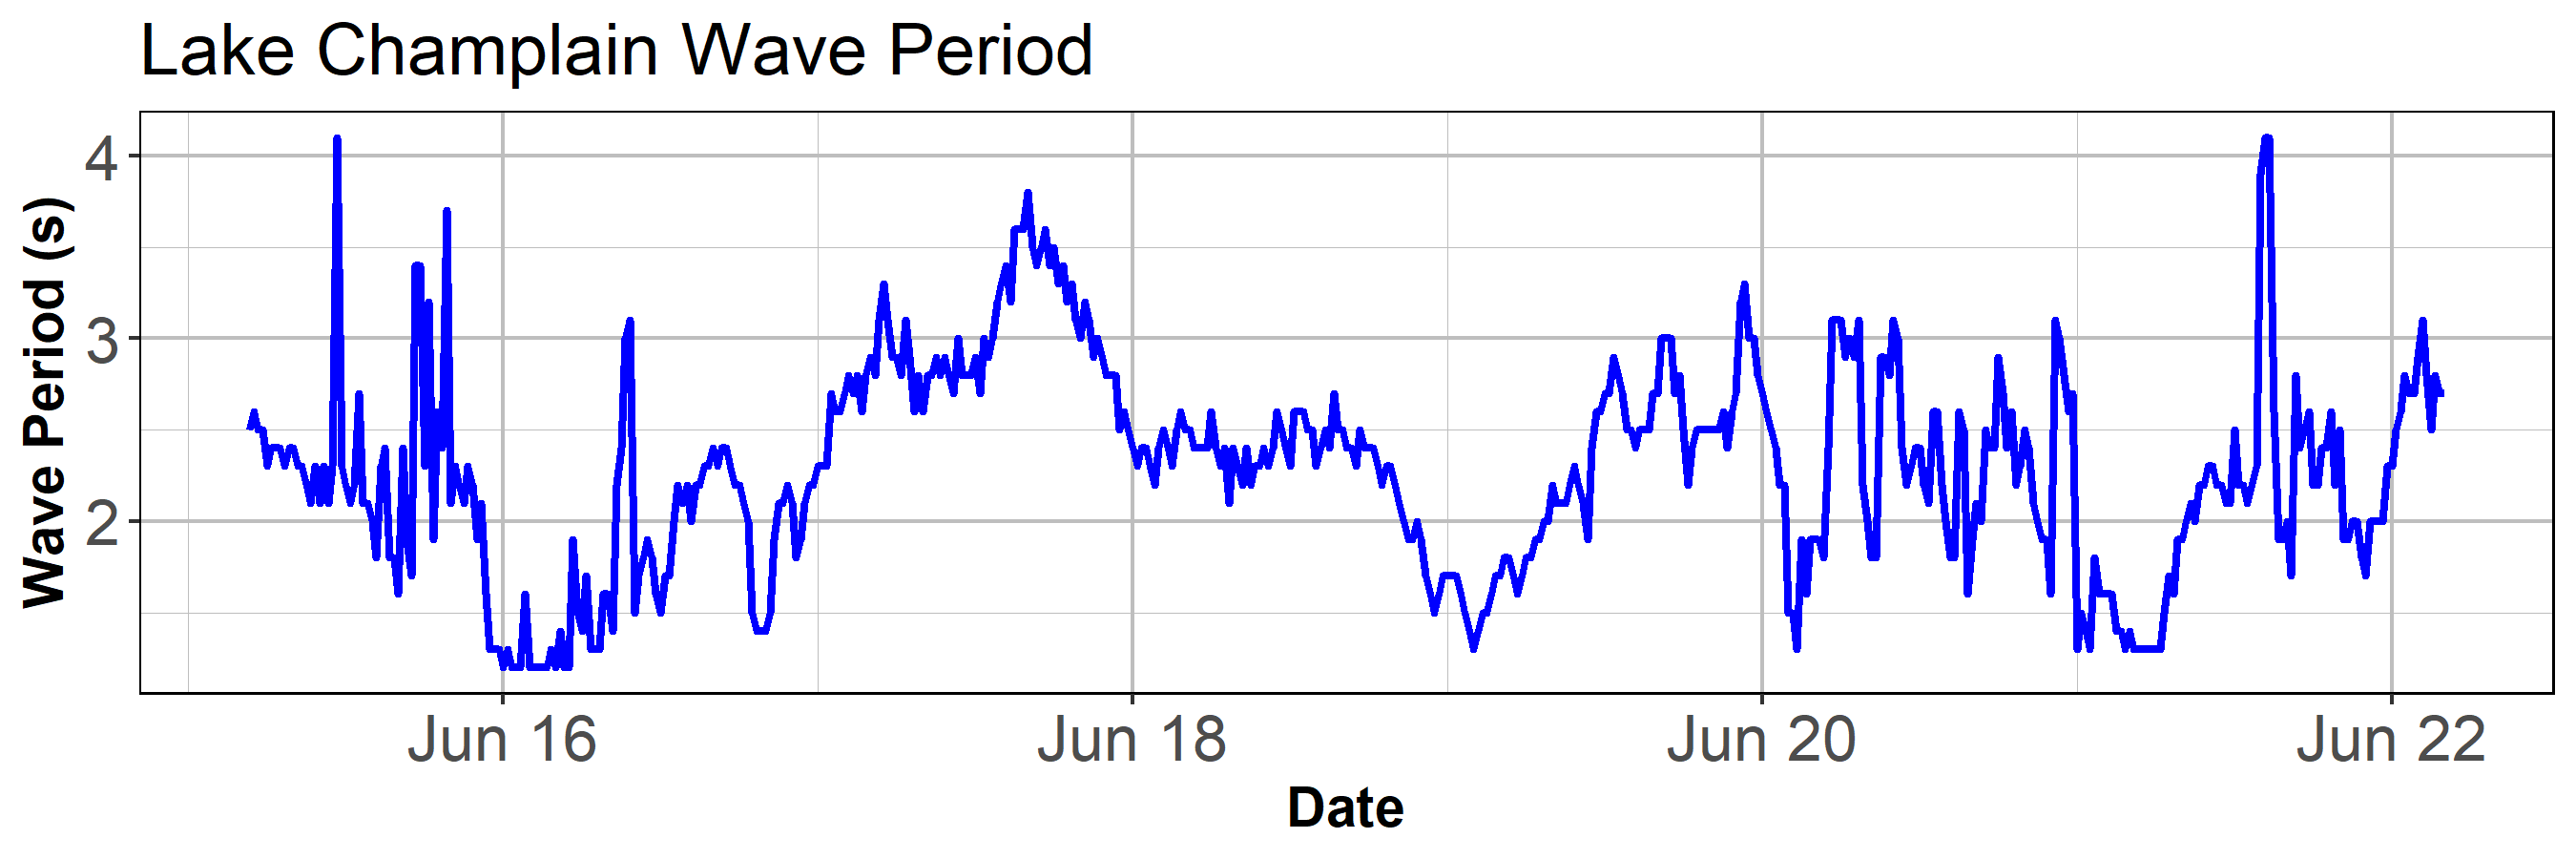 Lake Champlain Wave Period
Wave Period (s)
4
3
2
Jun 16 Jun 18 Jun 20 Jun 22
Date